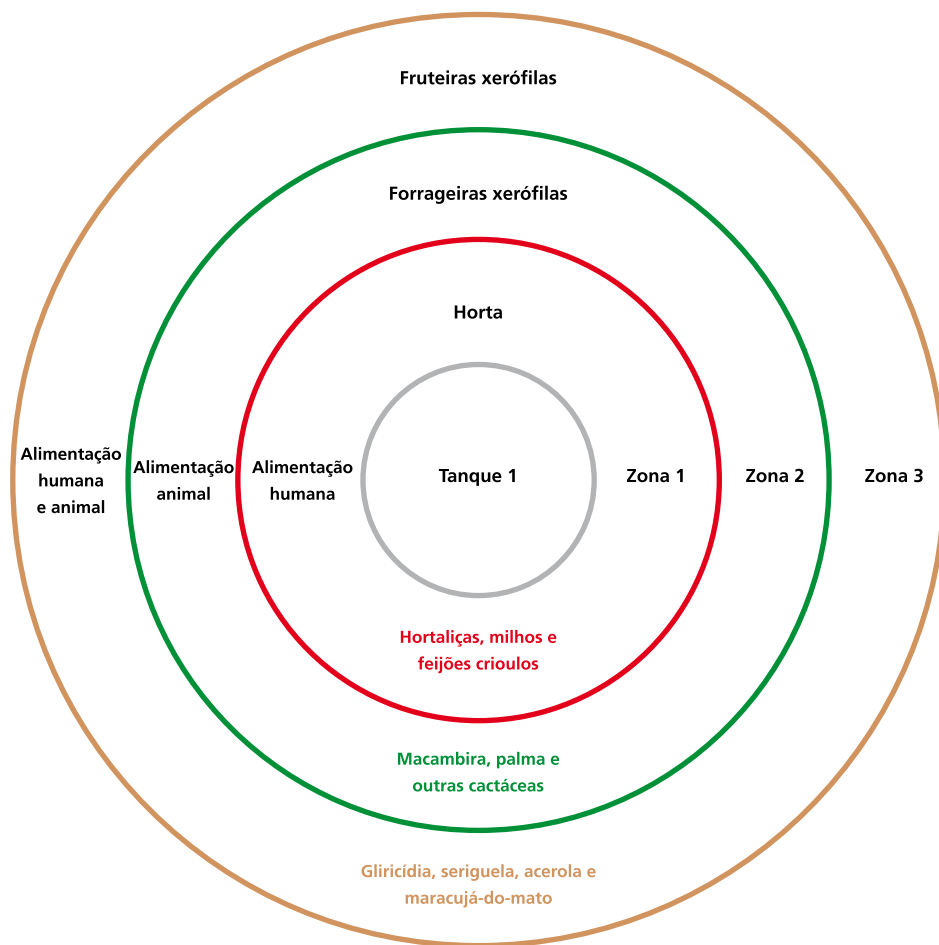 Fruteiras xerófilas
Forrageiras xerófilas
Horta
Alimentação
humana
e animal
Alimentação
animal
Alimentação
humana
Tanque 1
Zona 1
Zona 2
Zona 3
Hortaliças, milhos e
feijões crioulos
Macambira, palma e
outras cactáceas
Gliricídia, seriguela, acerola e
maracujá-do-mato